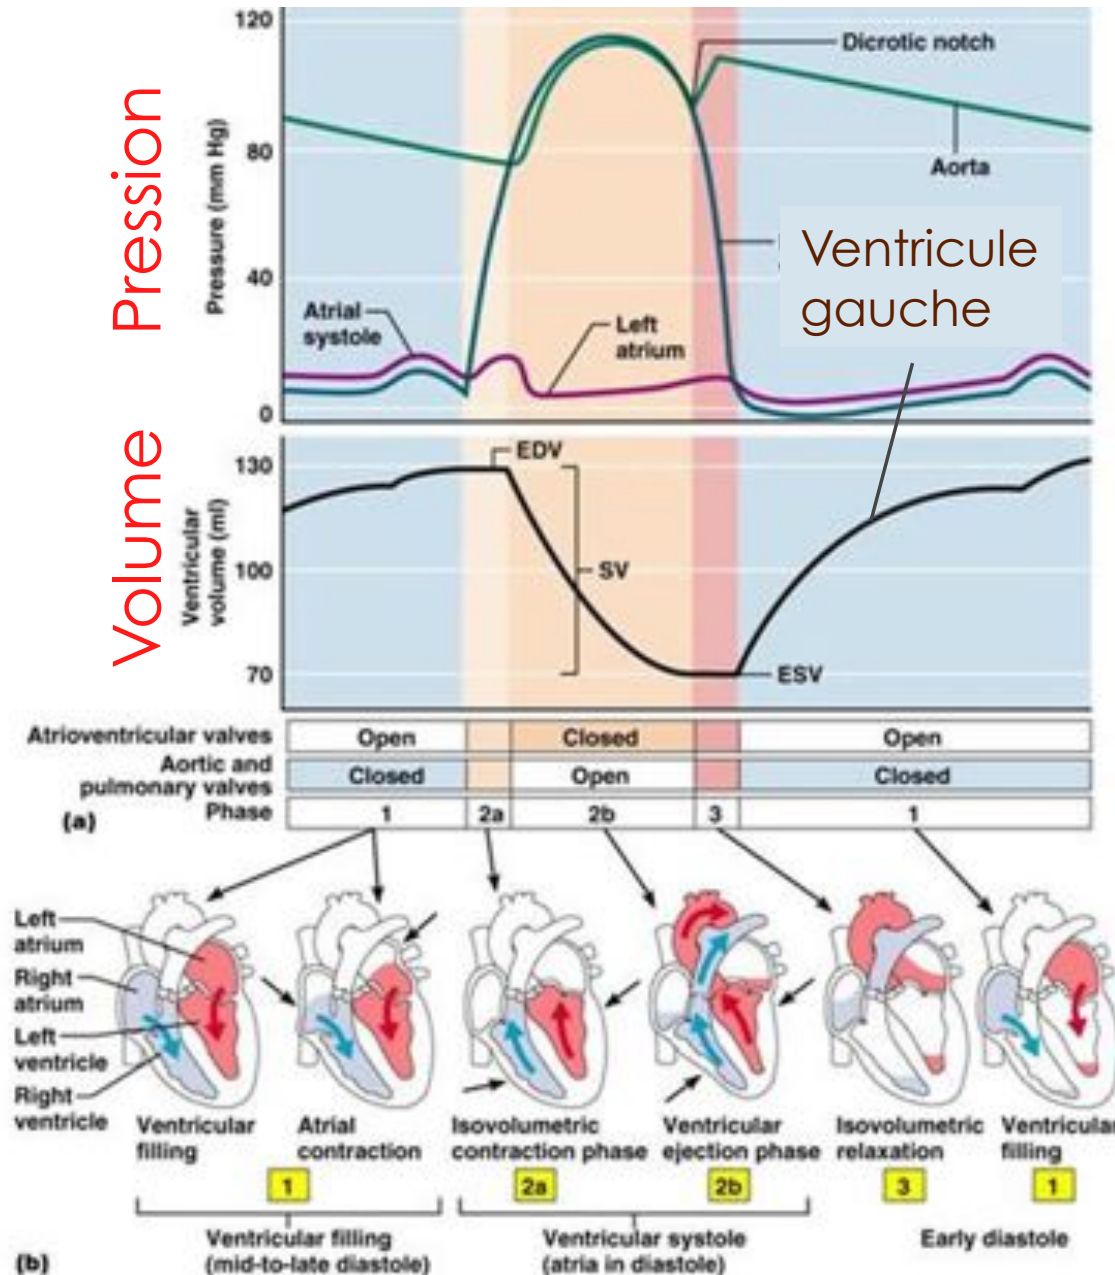 Pression
Pressure (mm Hg)
120
80
40
0
Dicrotic notch
Aorta
Ventricule
gauche
Atrial
systole
Left
atrium
Volume
Ventricular
volume (ml)
130
100
70
EDV
SV
ESV
Atrioventricular valves
Open
Closed
Open
Aortic and
pulmonary valves
Closed
Open
Closed
Phase
1
2a
2b
3
1
(a)
Left
atrium
Right
atrium
Left
ventricle
Right
ventricle
Ventricular
filling
Atrial
contraction
Isovolumetric
contraction phase
Ventricular
ejection phase
Isovolumetric
relaxation
Ventricular
filling
1
2a
2b
3
1
Ventricular filling
(mid-to-late diastole)
Ventricular systole
(atria in diastole)
Early diastole
(b)